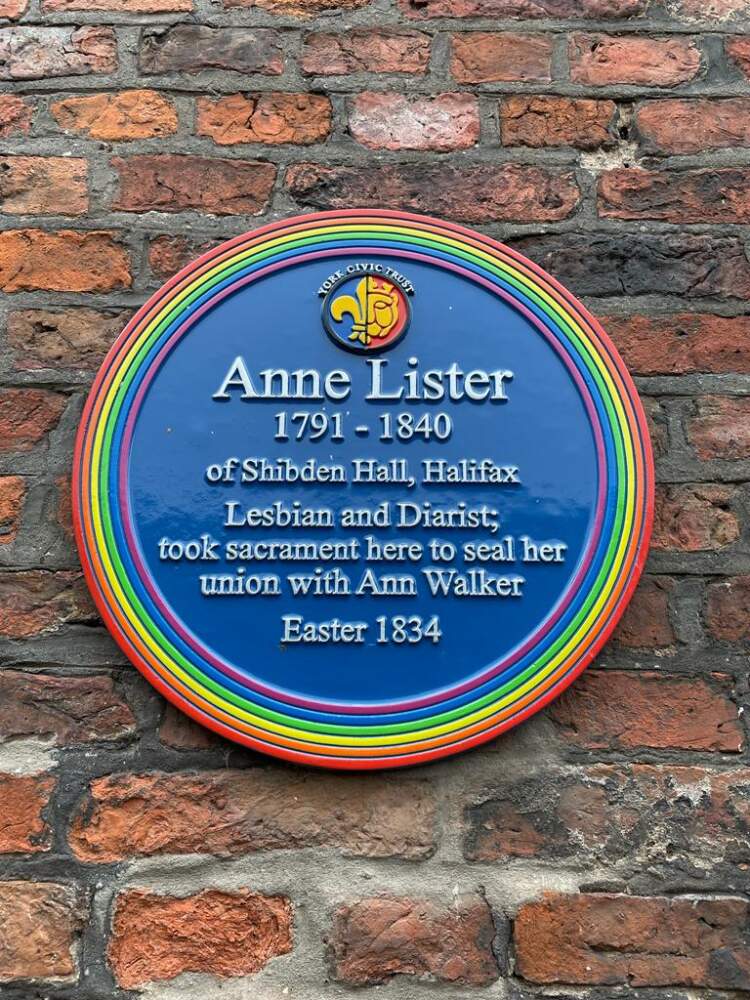 YORK CIVIC TRUST
Anne Lister
1791 - 1840
of Shibden Hall, Halifax
Lesbian and Diarist;
took sacrament here to seal her
union with Ann Walker
Easter 1834